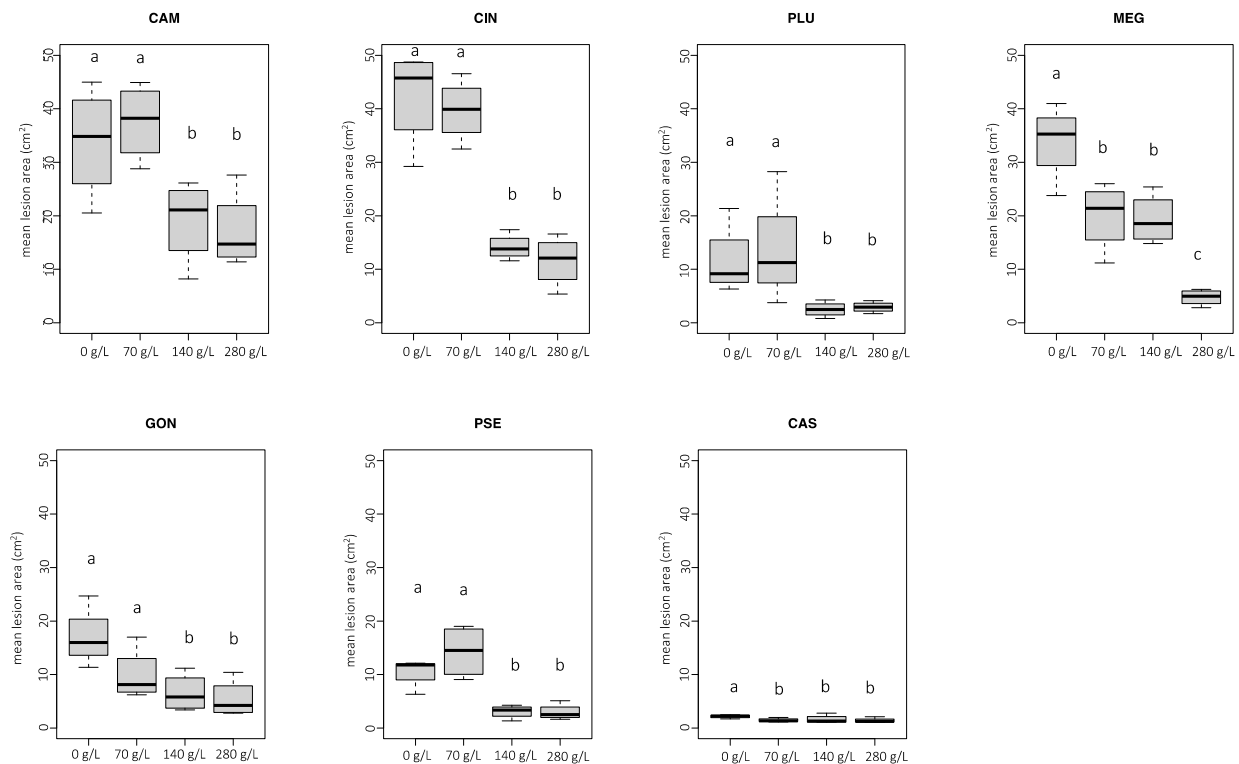 CAM
mean lesion area (cm²)
0 10 20 30 40 50
a a b b
0 g/L 70 g/L 140 g/L 280 g/L
CIN
mean lesion area (cm²)
0 10 20 30 40 50
a a b b
0 g/L 70 g/L 140 g/L 280 g/L
PLU
mean lesion area (cm²)
0 10 20 30 40 50
a a b b
0 g/L 70 g/L 140 g/L 280 g/L
MEG
mean lesion area (cm²)
0 10 20 30 40 50
a b b c
0 g/L 70 g/L 140 g/L 280 g/L
GON
mean lesion area (cm²)
0 10 20 30 40 50
a a b b
0 g/L 70 g/L 140 g/L 280 g/L
PSE
mean lesion area (cm²)
0 10 20 30 40 50
a a b b
0 g/L 70 g/L 140 g/L 280 g/L
CAS
mean lesion area (cm²)
0 10 20 30 40 50
a b b b
0 g/L 70 g/L 140 g/L 280 g/L